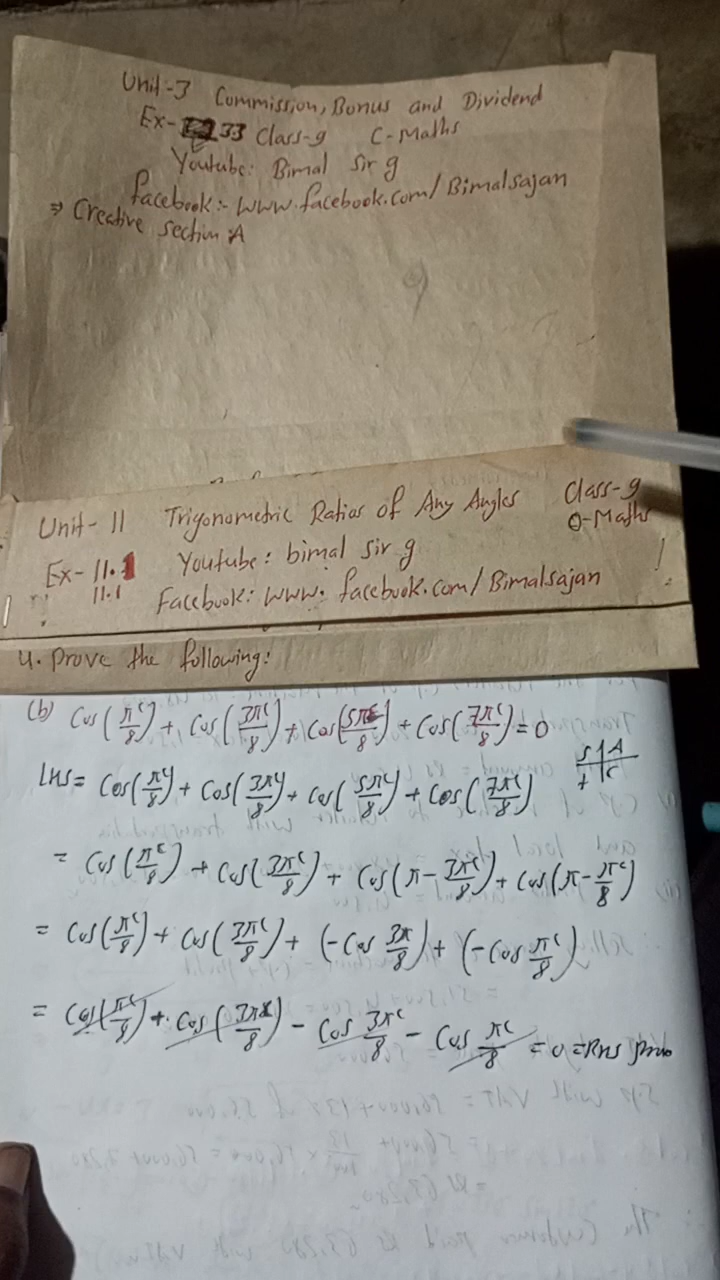 Unit-3 Commission, Bonus and Dividend
Ex- 33 Class-9 C-Maths
Youtube: Bimal Sir g
facebook:- www.facebook.com/Bimalsajan
⇒ Creative section:A
Unit-11 Trigonometric Ratios of Any Angles Class-9
Ex-11.1 Youtube: bimal sir g O-Maths
11.1 Facebook: www.facebook.com/Bimalsajan
4. Prove the following:
(b) Cos(π^c/8) + Cos(3π^c/8) + Cos(5π^c/8) + Cos(7π^c/8) = 0
LHS = Cos(π^c/8) + Cos(3π^c/8) + Cos(5π^c/8) + Cos(7π^c/8)
S A
+ C
= Cos(π^c/8) + Cos(3π^c/8) + Cos(π - 3π^c/8) + Cos(π - π^c/8)
= Cos(π^c/8) + Cos(3π^c/8) + (-Cos 3π/8) + (-Cos π^c/8)
= Cos(π^c/8) + Cos(3π^c/8) - Cos 3π^c/8 - Cos π^c/8 = 0 = RHS